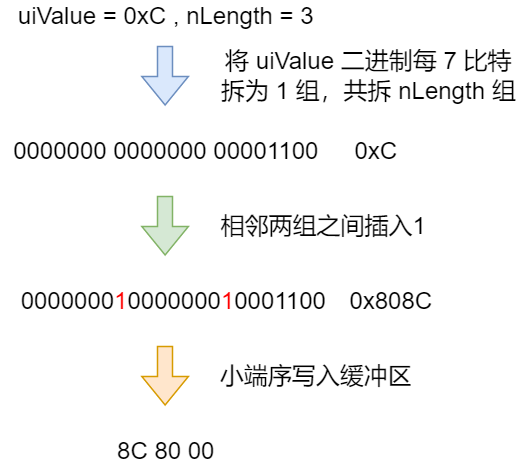 uiValue = 0xC , nLength = 3
将 uiValue 二进制每 7 比特
拆为 1 组，共拆 nLength 组
0000000 0000000 00001100 0xC
相邻两组之间插入1
00000001000000010001100 0x808C
小端序写入缓冲区
8C 80 00